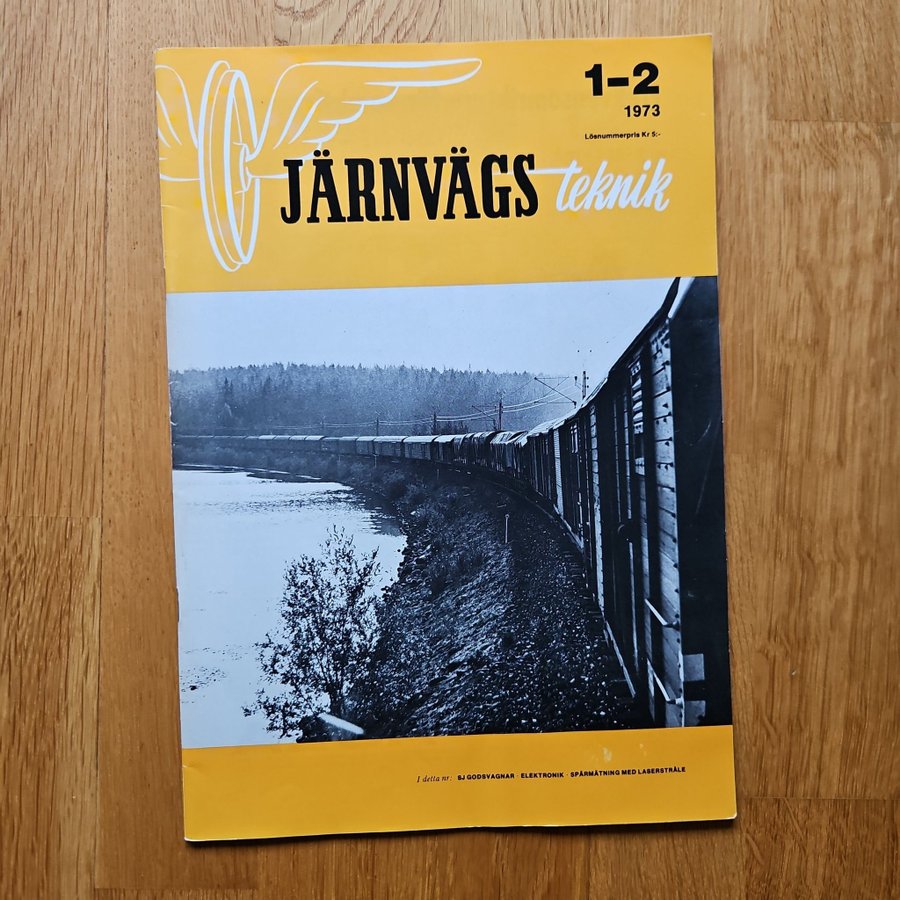 1-2
1973
Lösnummerpris Kr 5:-
JÄRNVÄGS teknik
I detta nr: SJ GODSVAGNAR · ELEKTRONIK · SPÅRMÄTNING MED LASERSTRÅLE